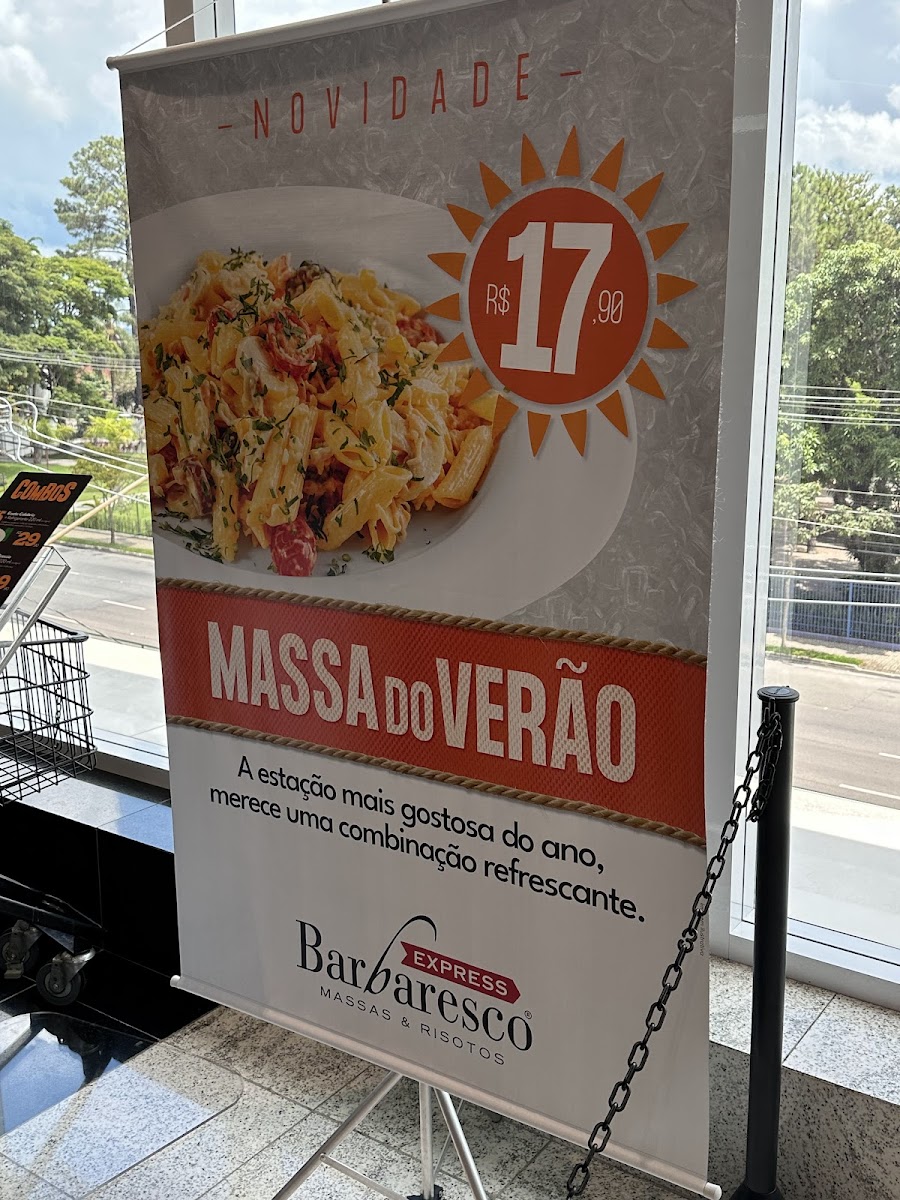 – NOVIDADE –
R$ 17,90
MASSA DO VERÃO
A estação mais gostosa do ano,
merece uma combinação refrescante.
Barbaresco®
EXPRESS
MASSAS & RISOTOS
COMBOS
29